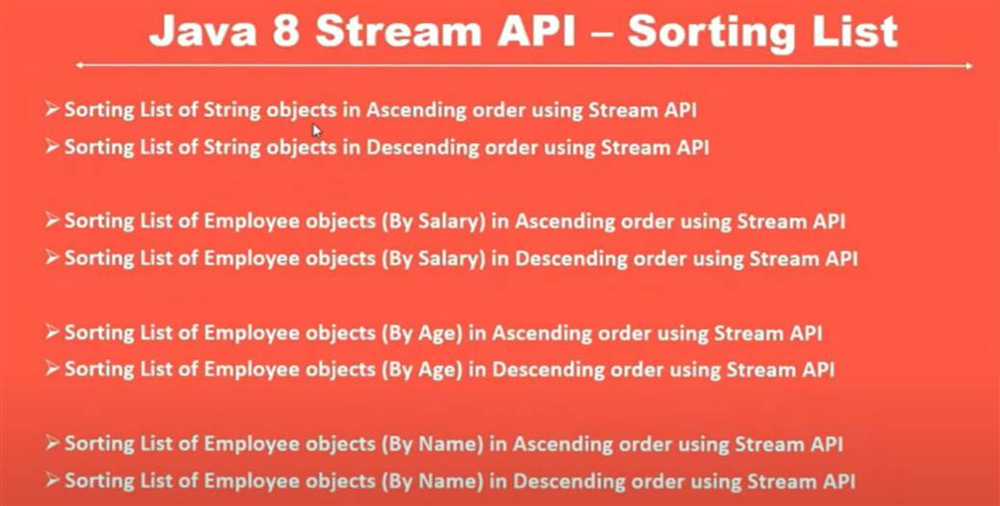 Java 8 Stream API – Sorting List
➢ Sorting List of String objects in Ascending order using Stream API
➢ Sorting List of String objects in Descending order using Stream API
➢ Sorting List of Employee objects (By Salary) in Ascending order using Stream API
➢ Sorting List of Employee objects (By Salary) in Descending order using Stream API
➢ Sorting List of Employee objects (By Age) in Ascending order using Stream API
➢ Sorting List of Employee objects (By Age) in Descending order using Stream API
➢ Sorting List of Employee objects (By Name) in Ascending order using Stream API
➢ Sorting List of Employee objects (By Name) in Descending order using Stream API